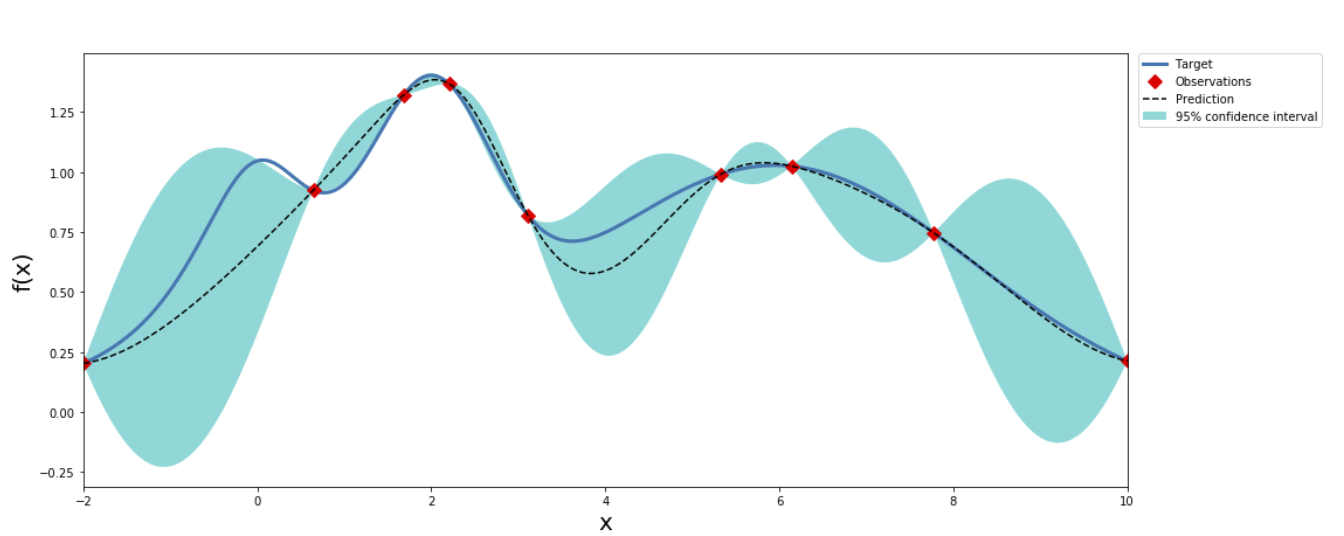 Target
Observations
Prediction
95% confidence interval
f(x)
1.25
1.00
0.75
0.50
0.25
0.00
−0.25
−2
0
2
4
6
8
10
x